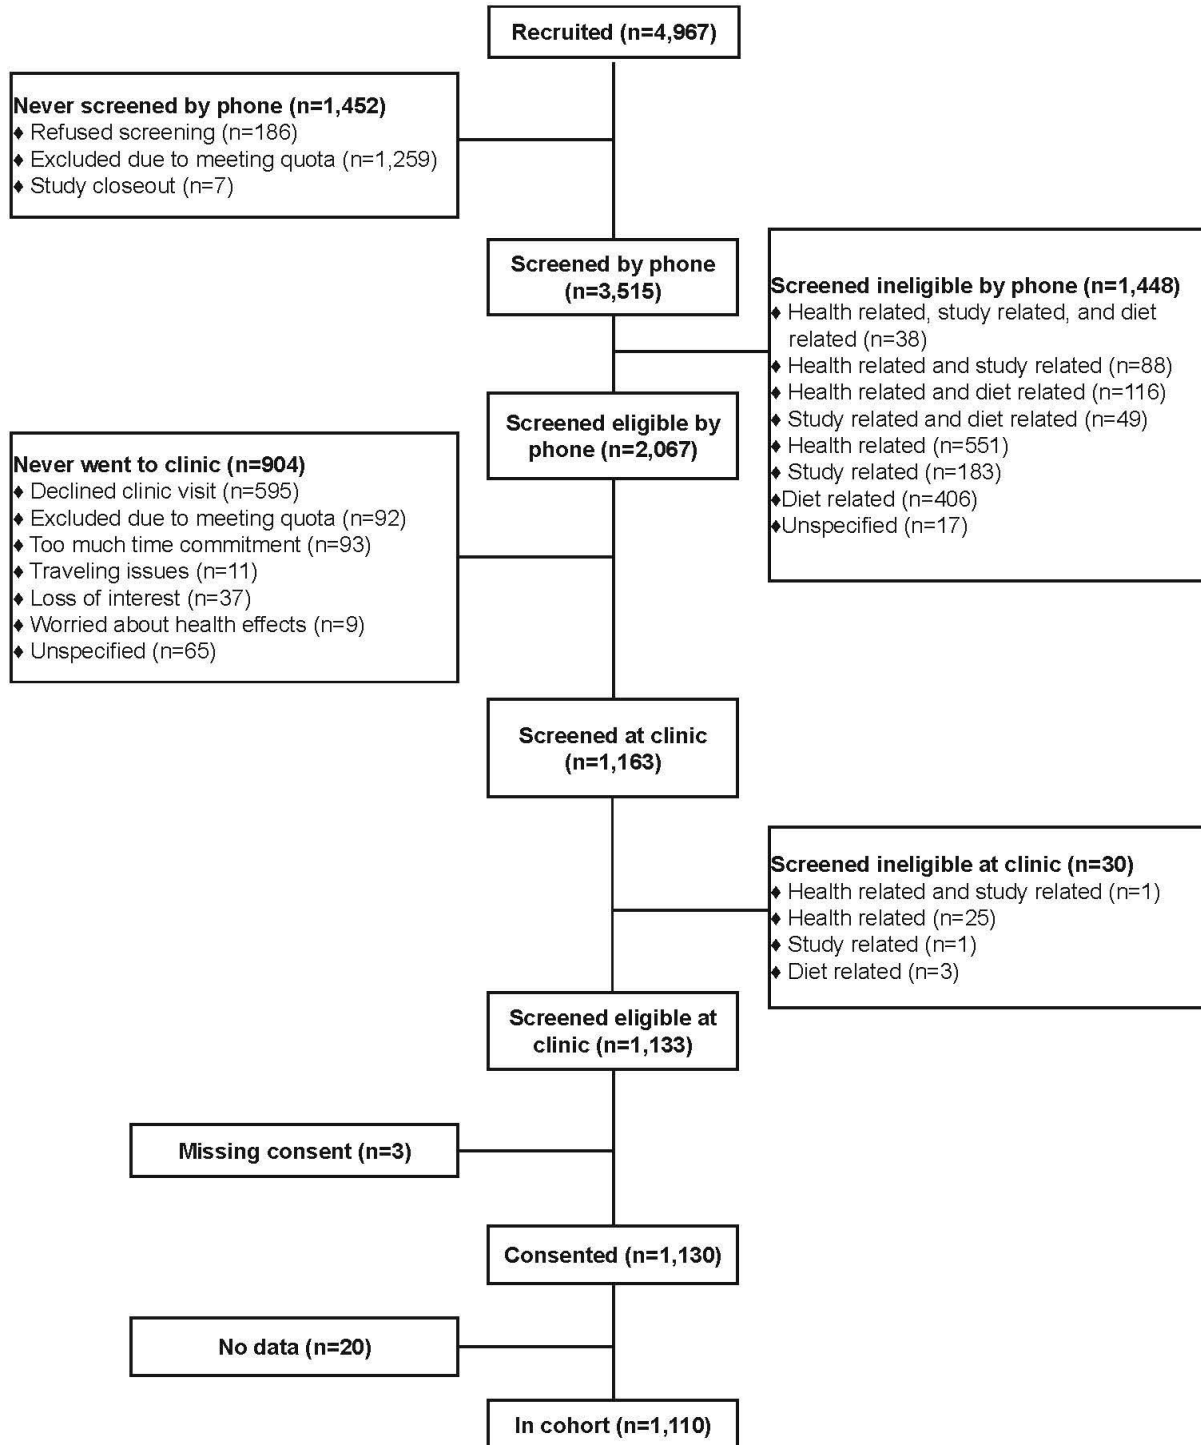 Recruited (n=4,967)
Never screened by phone (n=1,452)
♦ Refused screening (n=186)
♦ Excluded due to meeting quota (n=1,259)
♦ Study closeout (n=7)
Screened by phone
(n=3,515)
Screened ineligible by phone (n=1,448)
♦ Health related, study related, and diet
related (n=38)
♦ Health related and study related (n=88)
♦ Health related and diet related (n=116)
♦ Study related and diet related (n=49)
♦ Health related (n=551)
♦ Study related (n=183)
♦Diet related (n=406)
♦Unspecified (n=17)
Screened eligible by
phone (n=2,067)
Never went to clinic (n=904)
♦ Declined clinic visit (n=595)
♦ Excluded due to meeting quota (n=92)
♦ Too much time commitment (n=93)
♦ Traveling issues (n=11)
♦ Loss of interest (n=37)
♦ Worried about health effects (n=9)
♦ Unspecified (n=65)
Screened at clinic
(n=1,163)
Screened ineligible at clinic (n=30)
♦ Health related and study related (n=1)
♦ Health related (n=25)
♦ Study related (n=1)
♦ Diet related (n=3)
Screened eligible at
clinic (n=1,133)
Missing consent (n=3)
Consented (n=1,130)
No data (n=20)
In cohort (n=1,110)